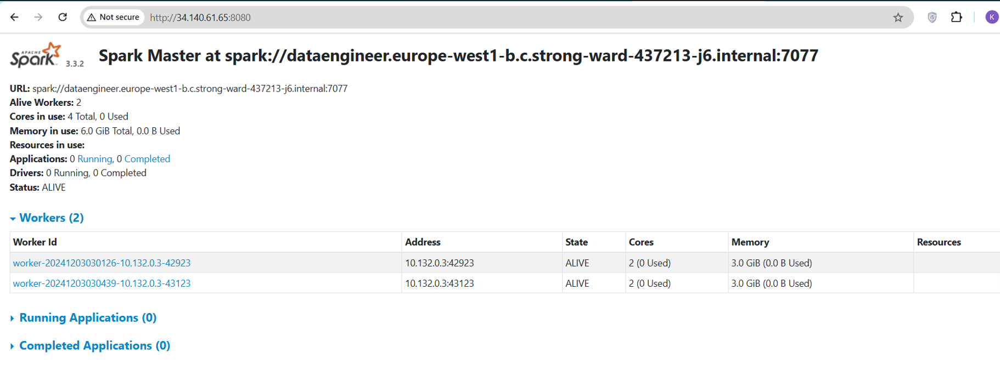 Not secure http://34.140.61.65:8080 K
APACHE Spark 3.3.2 Spark Master at spark://dataengineer.europe-west1-b.c.strong-ward-437213-j6.internal:7077
URL: spark://dataengineer.europe-west1-b.c.strong-ward-437213-j6.internal:7077
Alive Workers: 2
Cores in use: 4 Total, 0 Used
Memory in use: 6.0 GiB Total, 0.0 B Used
Resources in use:
Applications: 0 Running, 0 Completed
Drivers: 0 Running, 0 Completed
Status: ALIVE
Workers (2)
Worker Id Address State Cores Memory Resources
worker-20241203030126-10.132.0.3-42923 10.132.0.3:42923 ALIVE 2 (0 Used) 3.0 GiB (0.0 B Used)
worker-20241203030439-10.132.0.3-43123 10.132.0.3:43123 ALIVE 2 (0 Used) 3.0 GiB (0.0 B Used)
Running Applications (0)
Completed Applications (0)